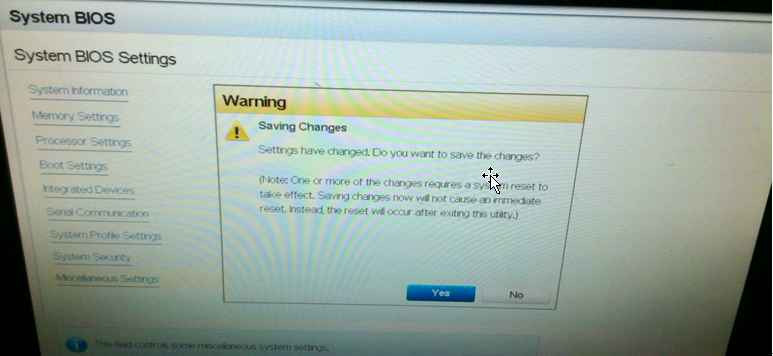 System BIOS
System BIOS Settings
System Information
Memory Settings
Processor Settings
Boot Settings
Integrated Devices
Serial Communication
System Profile Settings
System Security
Miscellaneous Settings
Warning
Saving Changes
Settings have changed. Do you want to save the changes?
(Note: One or more of the changes requires a system reset to
take effect. Saving changes now will not cause an immediate
reset. Instead, the reset will occur after exiting this utility.)
Yes
No
This field controls some miscellaneous system settings.